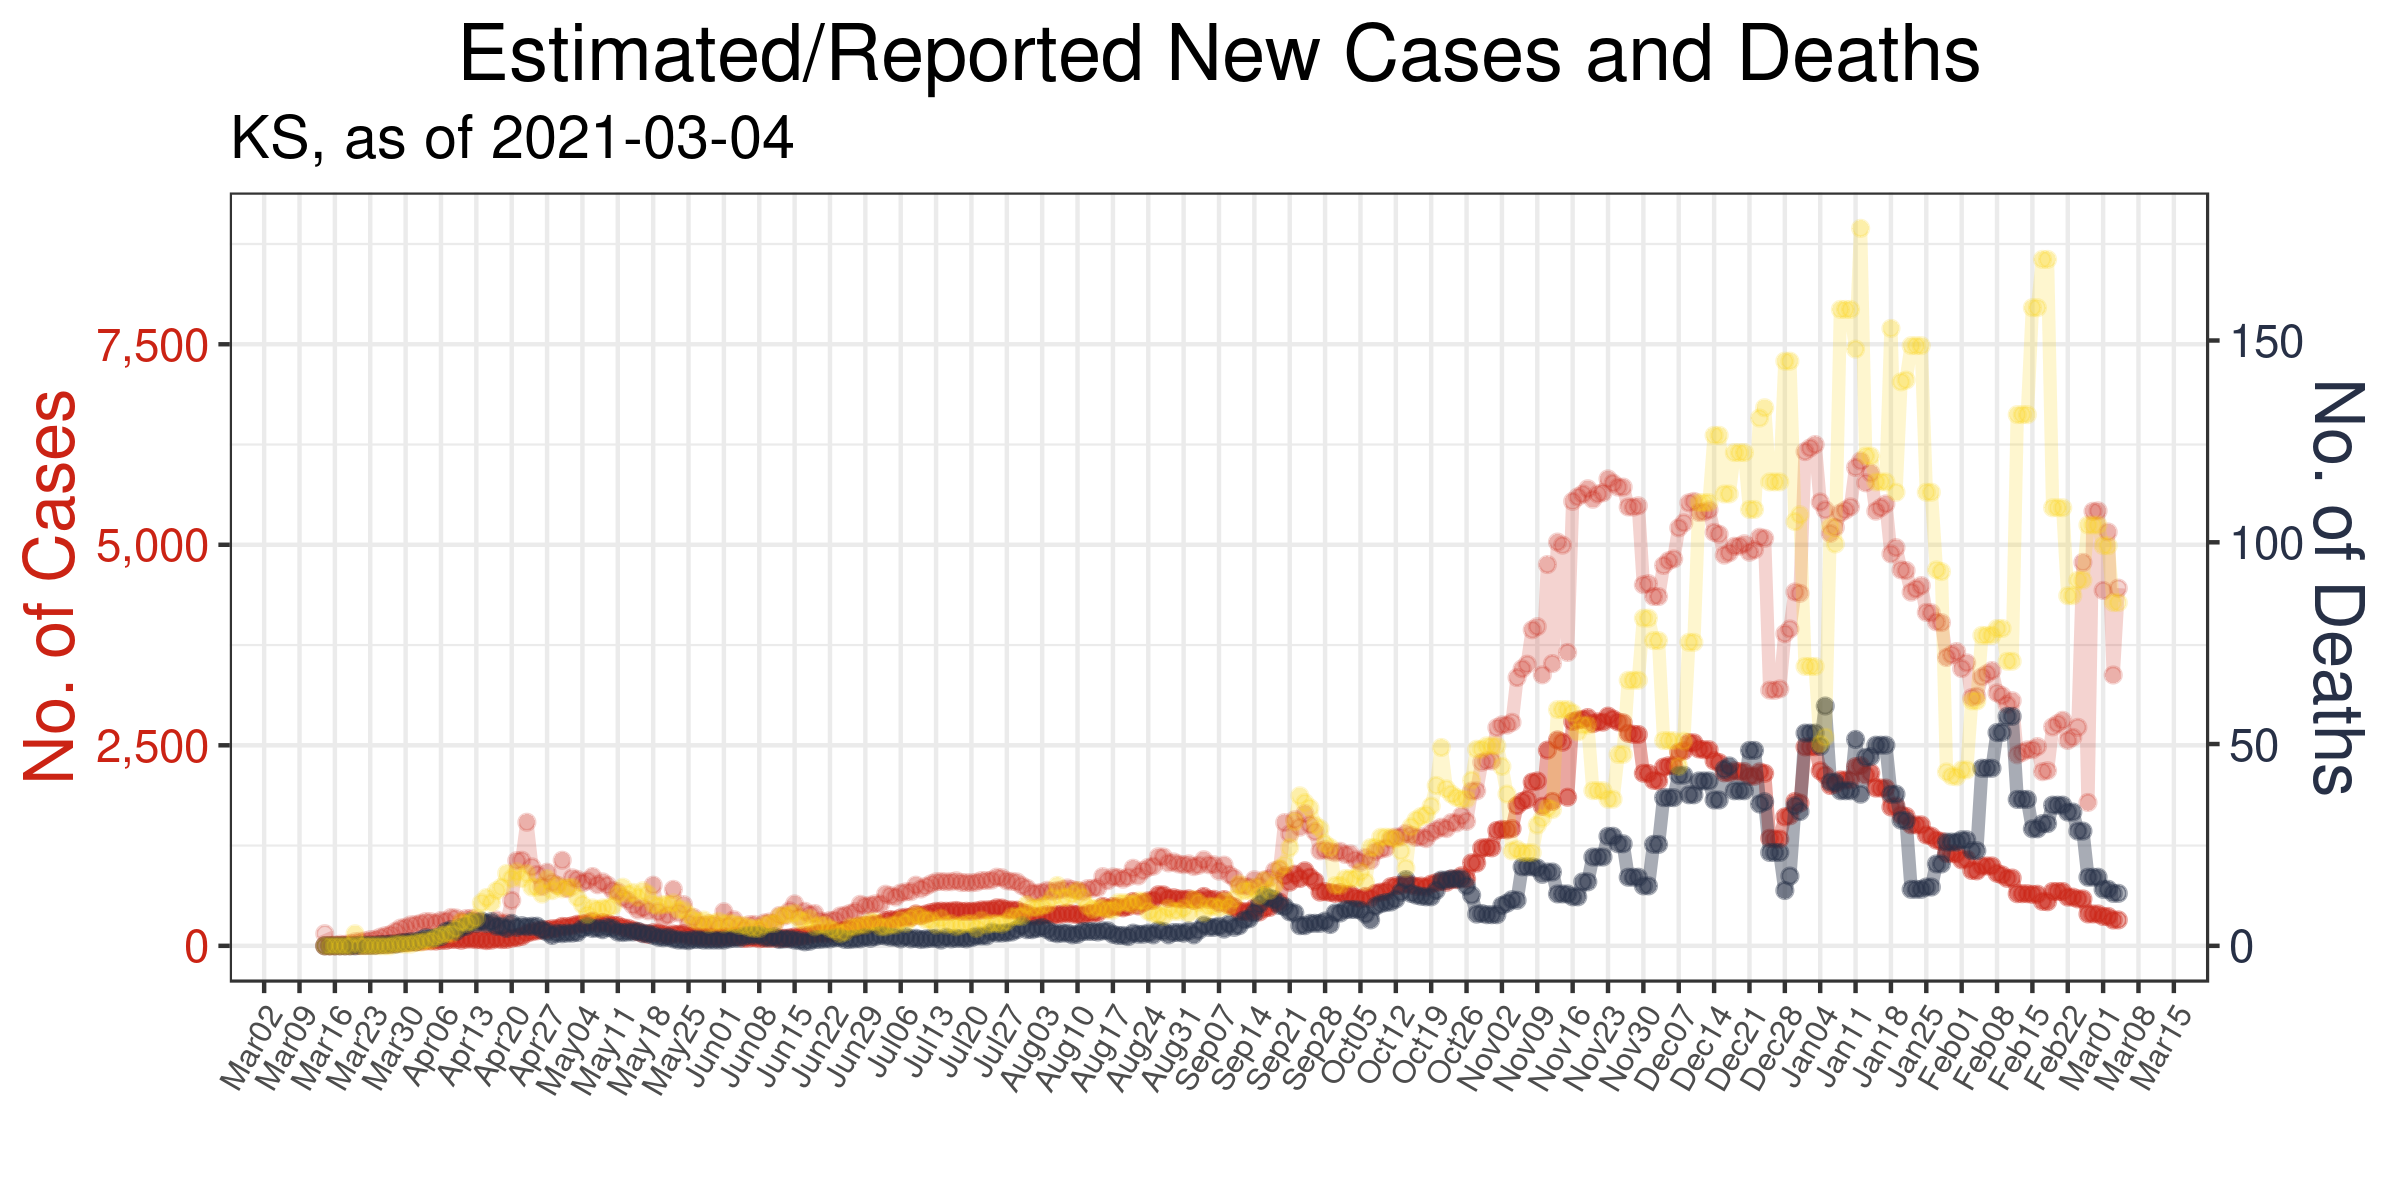 Estimated/Reported New Cases and Deaths
KS, as of 2021-03-04
No. of Cases
7,500
5,000
2,500
0
150
100
50
0
No. of Deaths
Mar02
Mar09
Mar16
Mar23
Mar30
Apr06
Apr13
Apr20
Apr27
May04
May11
May18
May25
Jun01
Jun08
Jun15
Jun22
Jun29
Jul06
Jul13
Jul20
Jul27
Aug03
Aug10
Aug17
Aug24
Aug31
Sep07
Sep14
Sep21
Sep28
Oct05
Oct12
Oct19
Oct26
Nov02
Nov09
Nov16
Nov23
Nov30
Dec07
Dec14
Dec21
Dec28
Jan04
Jan11
Jan18
Jan25
Feb01
Feb08
Feb15
Feb22
Mar01
Mar08
Mar15